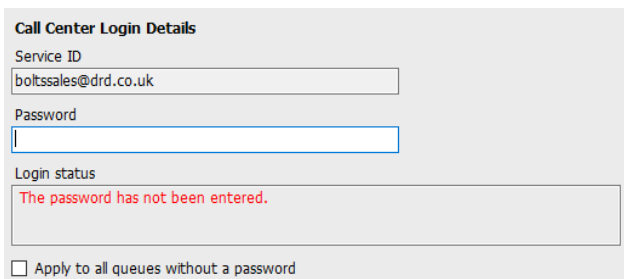 Call Center Login Details
Service ID
boltssales@drd.co.uk
Password
Login status
The password has not been entered.
Apply to all queues without a password